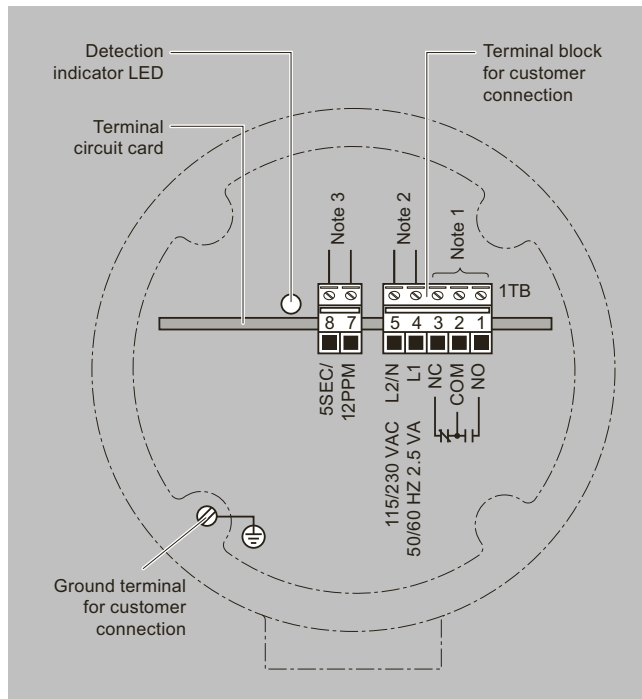 Detection
indicator LED
Terminal block
for customer
connection
Terminal
circuit card
Note 3
Note 2
Note 1
1TB
8 7 5 4 3 2 1
5SEC/
12PPM
L2/N
L1
NC
COM
NO
115/230 VAC
50/60 HZ 2.5 VA
Ground terminal
for customer
connection